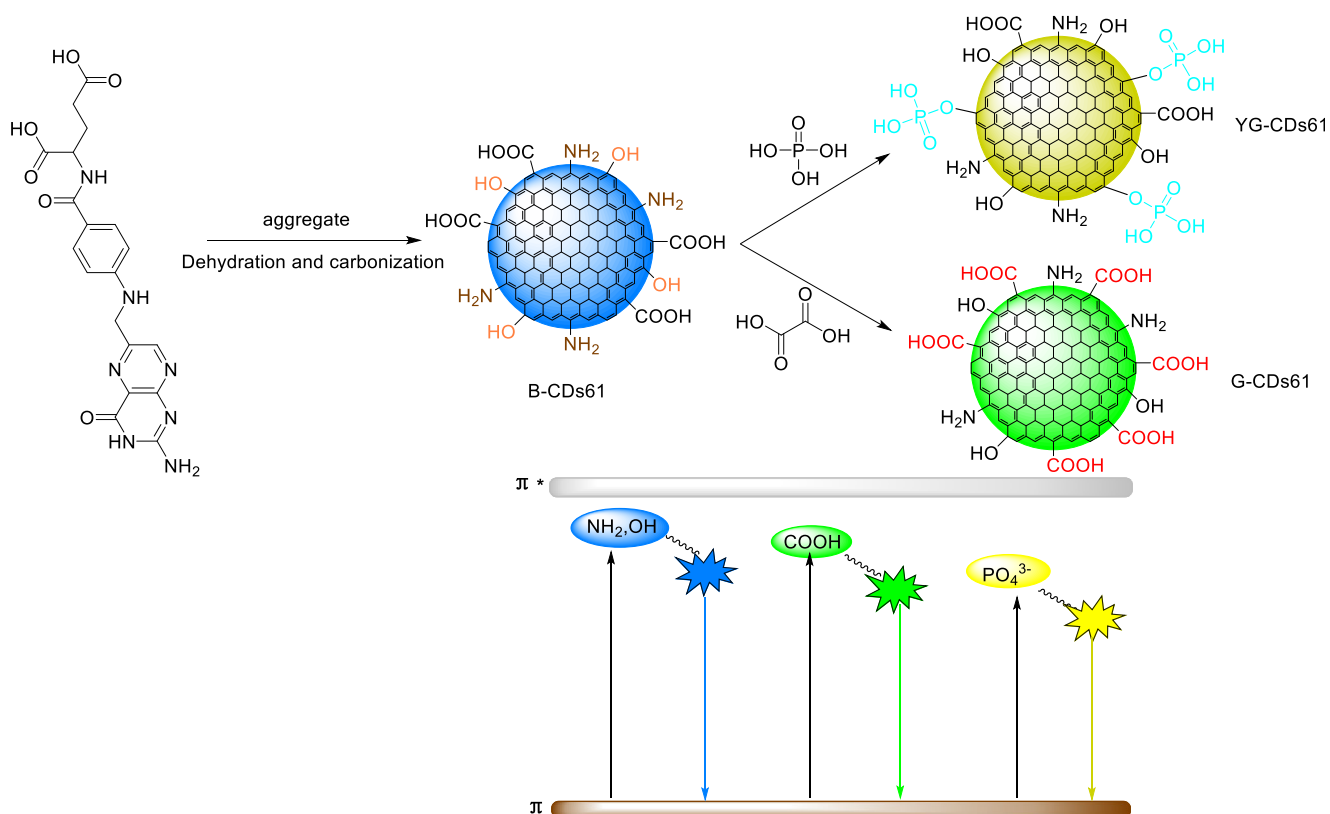 HO
O
HO
O
NH
O
NH
N
N
O
N
HN
N
NH2
aggregate
Dehydration and carbonization
HOOC
NH2
OH
HO
NH2
HOOC
COOH
OH
H2N
COOH
HO
NH2
B-CDs61
O
HO P OH
OH
O
HO
OH
O
HOOC
NH2
OH
HO
O
P OH
O
OH
HO
P O
HO
O
COOH
OH
H2N
HO
NH2
O
O P OH
HO
YG-CDs61
HOOC
NH2
COOH
HO
NH2
HOOC
COOH
H2N
OH
HO
COOH
COOH
G-CDs61
π *
NH2,OH
COOH
PO4 3-
π